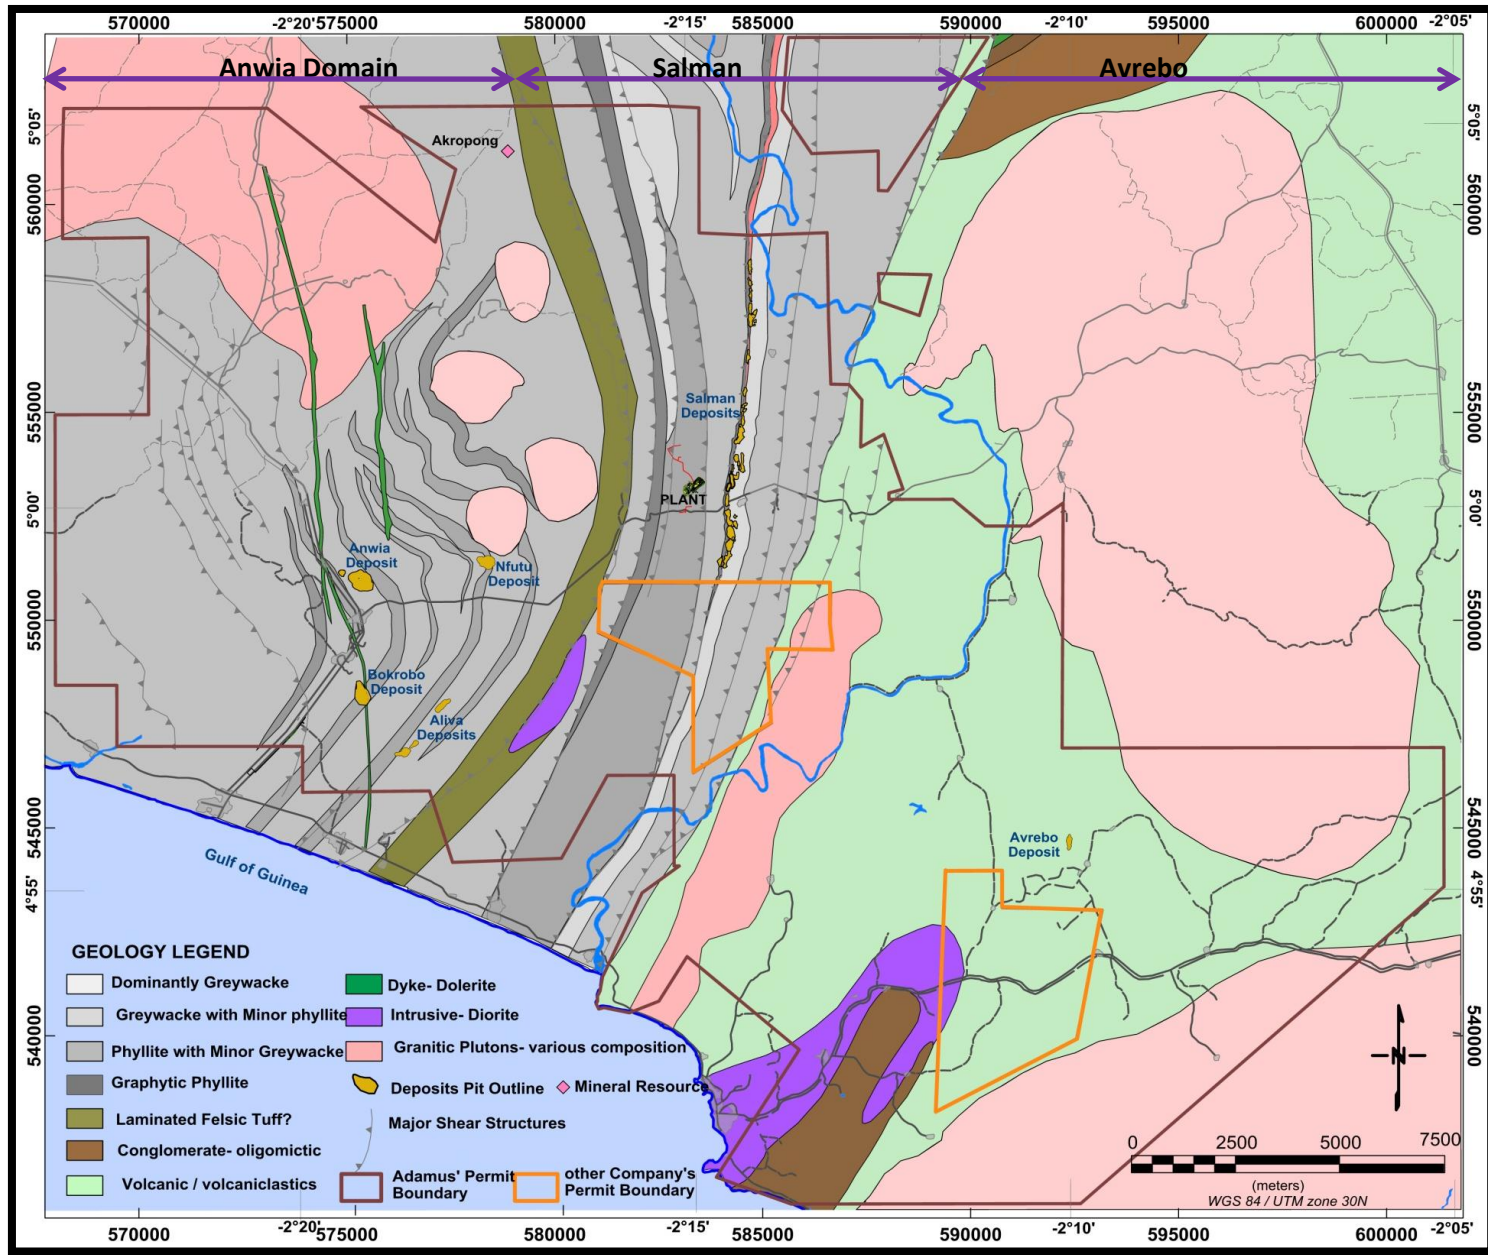 570000 -2°20' 575000 580000 -2°15' 585000 590000 -2°10' 595000 600000 -2°05'
Anwia Domain Salman Avrebo
5°05' 5°05'
Akropong
560000 560000
Salman
Deposits
555000 555000
PLANT
5°00' 5°00'
Anwia
Deposit
Nfutu
Deposit
550000 550000
Bokrobo
Deposit
Aliva
Deposits
545000 545000
Avrebo
Deposit
Gulf of Guinea
4°55' 4°55'
540000 540000
GEOLOGY LEGEND
Dominantly Greywacke
Greywacke with Minor phyllite
Phyllite with Minor Greywacke
Graphytic Phyllite
Laminated Felsic Tuff?
Conglomerate- oligomictic
Volcanic / volcaniclastics
Dyke- Dolerite
Intrusive- Diorite
Granitic Plutons- various composition
Deposits Pit Outline Mineral Resource
Major Shear Structures
Adamus' Permit
Boundary
other Company's
Permit Boundary
N
0 2500 5000 7500
(meters)
WGS 84 / UTM zone 30N
570000 -2°20' 575000 580000 -2°15' 585000 590000 -2°10' 595000 600000 -2°05'